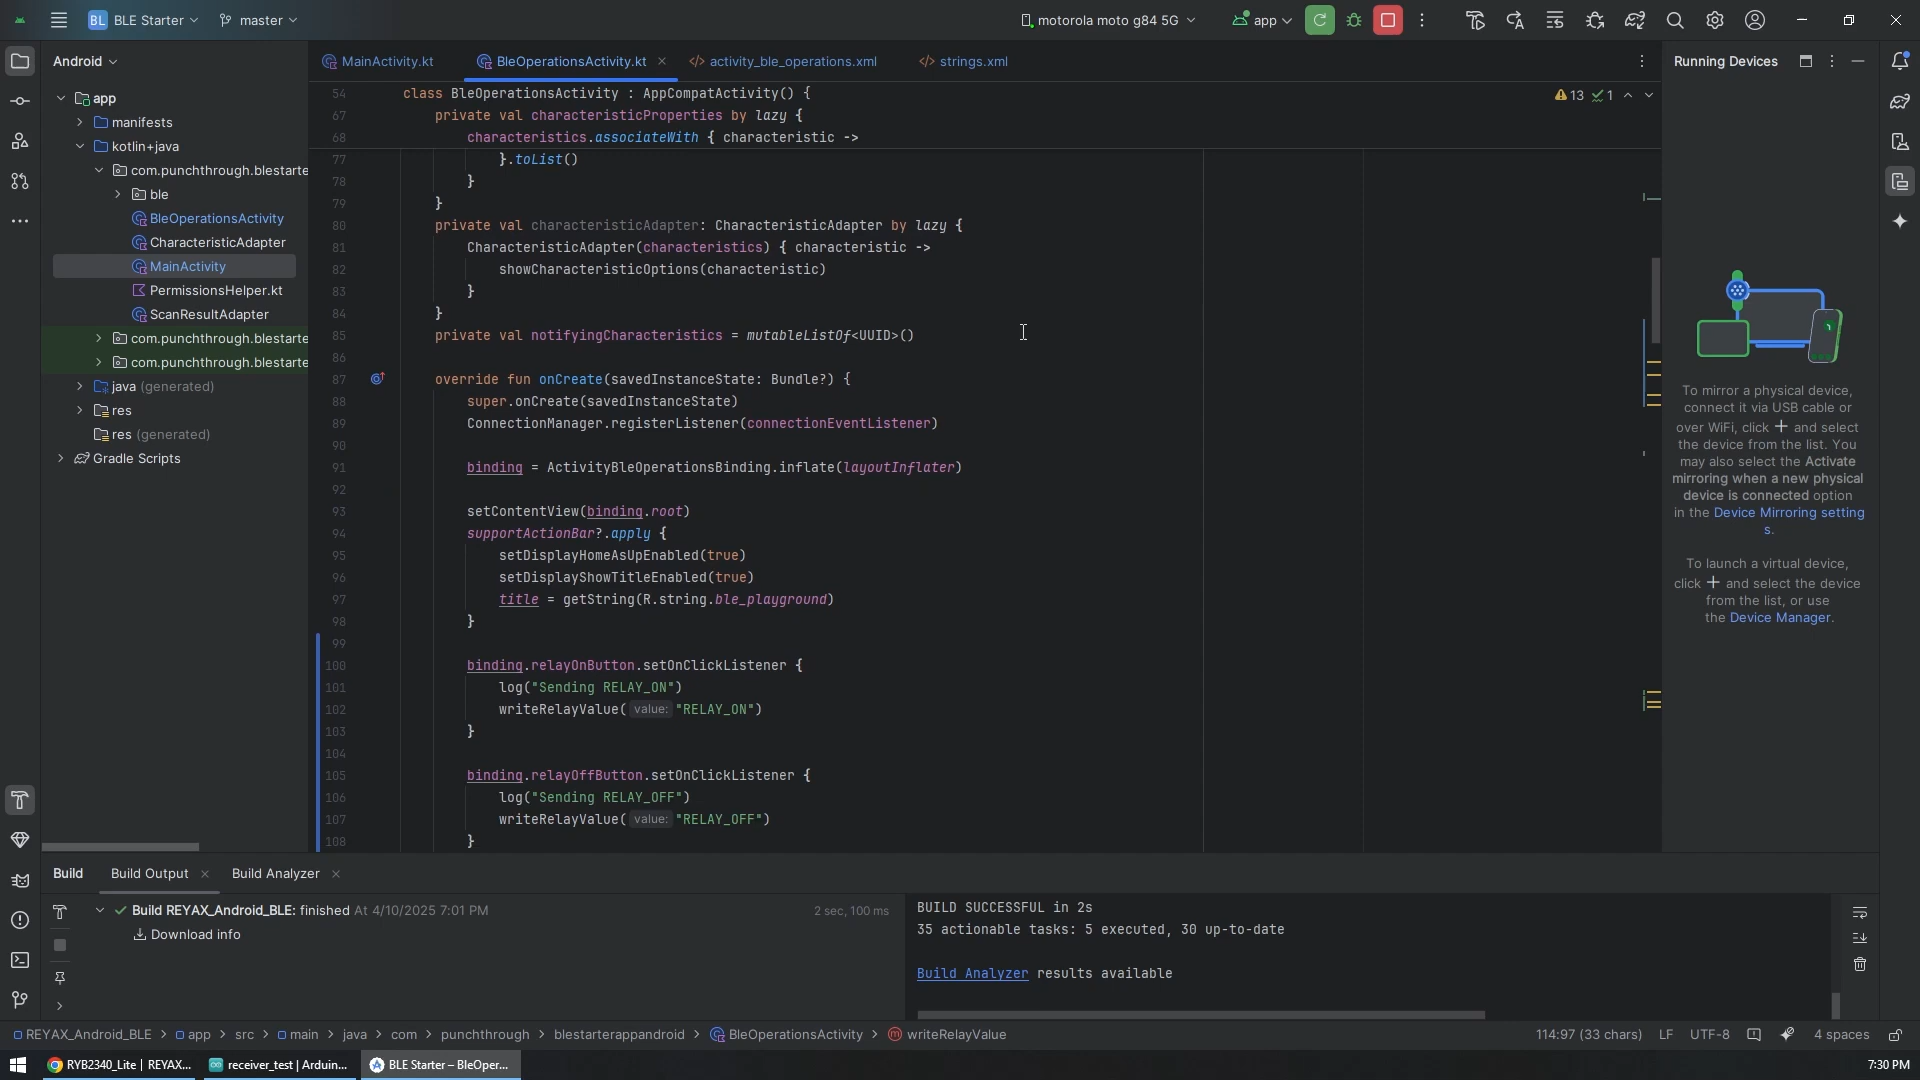 BL BLE Starter master motorola moto g84 5G app
Android
MainActivity.kt BleOperationsActivity.kt activity_ble_operations.xml strings.xml
Running Devices
app
manifests
kotlin+java
com.punchthrough.blestarte
ble
BleOperationsActivity
CharacteristicAdapter
MainActivity
PermissionsHelper.kt
ScanResultAdapter
com.punchthrough.blestarte
com.punchthrough.blestarte
java (generated)
res
res (generated)
Gradle Scripts
13 1
54 class BleOperationsActivity : AppCompatActivity() {
67 private val characteristicProperties by lazy {
68 characteristics.associateWith { characteristic ->
77 }.toList()
78 }
79 }
80 private val characteristicAdapter: CharacteristicAdapter by lazy {
81 CharacteristicAdapter(characteristics) { characteristic ->
82 showCharacteristicOptions(characteristic)
83 }
84 }
85 private val notifyingCharacteristics = mutableListOf<UUID>()
86
87 override fun onCreate(savedInstanceState: Bundle?) {
88 super.onCreate(savedInstanceState)
89 ConnectionManager.registerListener(connectionEventListener)
90
91 binding = ActivityBleOperationsBinding.inflate(layoutInflater)
92
93 setContentView(binding.root)
94 supportActionBar?.apply {
95 setDisplayHomeAsUpEnabled(true)
96 setDisplayShowTitleEnabled(true)
97 title = getString(R.string.ble_playground)
98 }
99
100 binding.relayOnButton.setOnClickListener {
101 log("Sending RELAY_ON")
102 writeRelayValue( value: "RELAY_ON")
103 }
104
105 binding.relayOffButton.setOnClickListener {
106 log("Sending RELAY_OFF")
107 writeRelayValue( value: "RELAY_OFF")
108 }
To mirror a physical device,
connect it via USB cable or
over WiFi, click + and select
the device from the list. You
may also select the Activate
mirroring when a new physical
device is connected option
in the Device Mirroring setting
s.
To launch a virtual device,
click + and select the device
from the list, or use
the Device Manager.
Build Build Output Build Analyzer
Build REYAX_Android_BLE: finished At 4/10/2025 7:01 PM 2 sec, 100 ms
Download info
BUILD SUCCESSFUL in 2s
35 actionable tasks: 5 executed, 30 up-to-date
Build Analyzer results available
REYAX_Android_BLE > app > src > main > java > com > punchthrough > blestarterappandroid > BleOperationsActivity > writeRelayValue
114:97 (33 chars) LF UTF-8 4 spaces
RYB2340_Lite | REYAX... receiver_test | Arduin... BLE Starter – BleOper... 7:30 PM